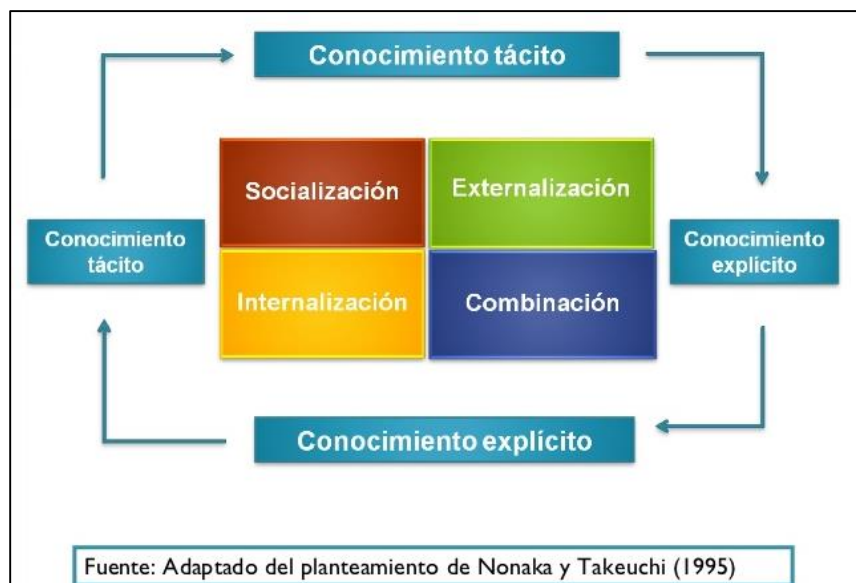 Conocimiento tácito
Socialización
Externalización
Conocimiento
tácito
Conocimiento
explícito
Internalización
Combinación
Conocimiento explícito
Fuente: Adaptado del planteamiento de Nonaka y Takeuchi (1995)